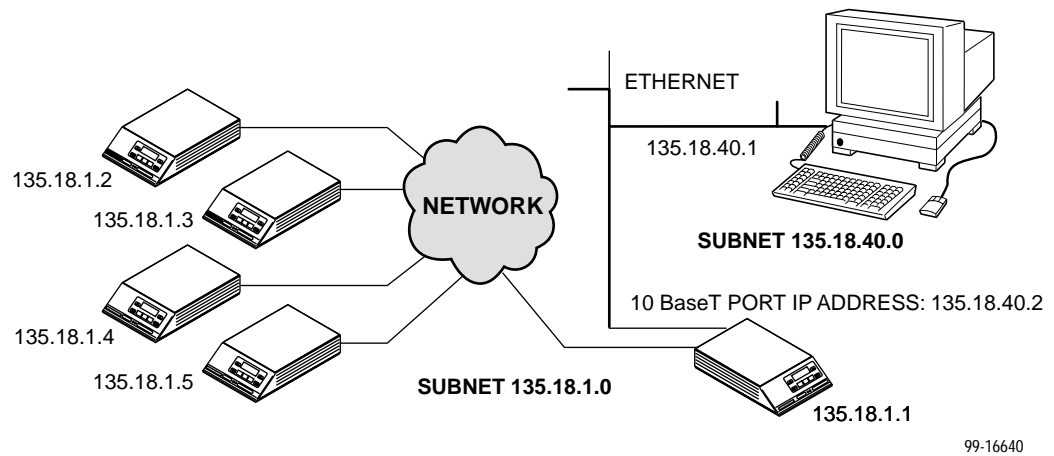 ETHERNET
135.18.40.1
135.18.1.2
135.18.1.3
NETWORK
SUBNET 135.18.40.0
10 BaseT PORT IP ADDRESS: 135.18.40.2
135.18.1.4
135.18.1.5
SUBNET 135.18.1.0
135.18.1.1
99-16640